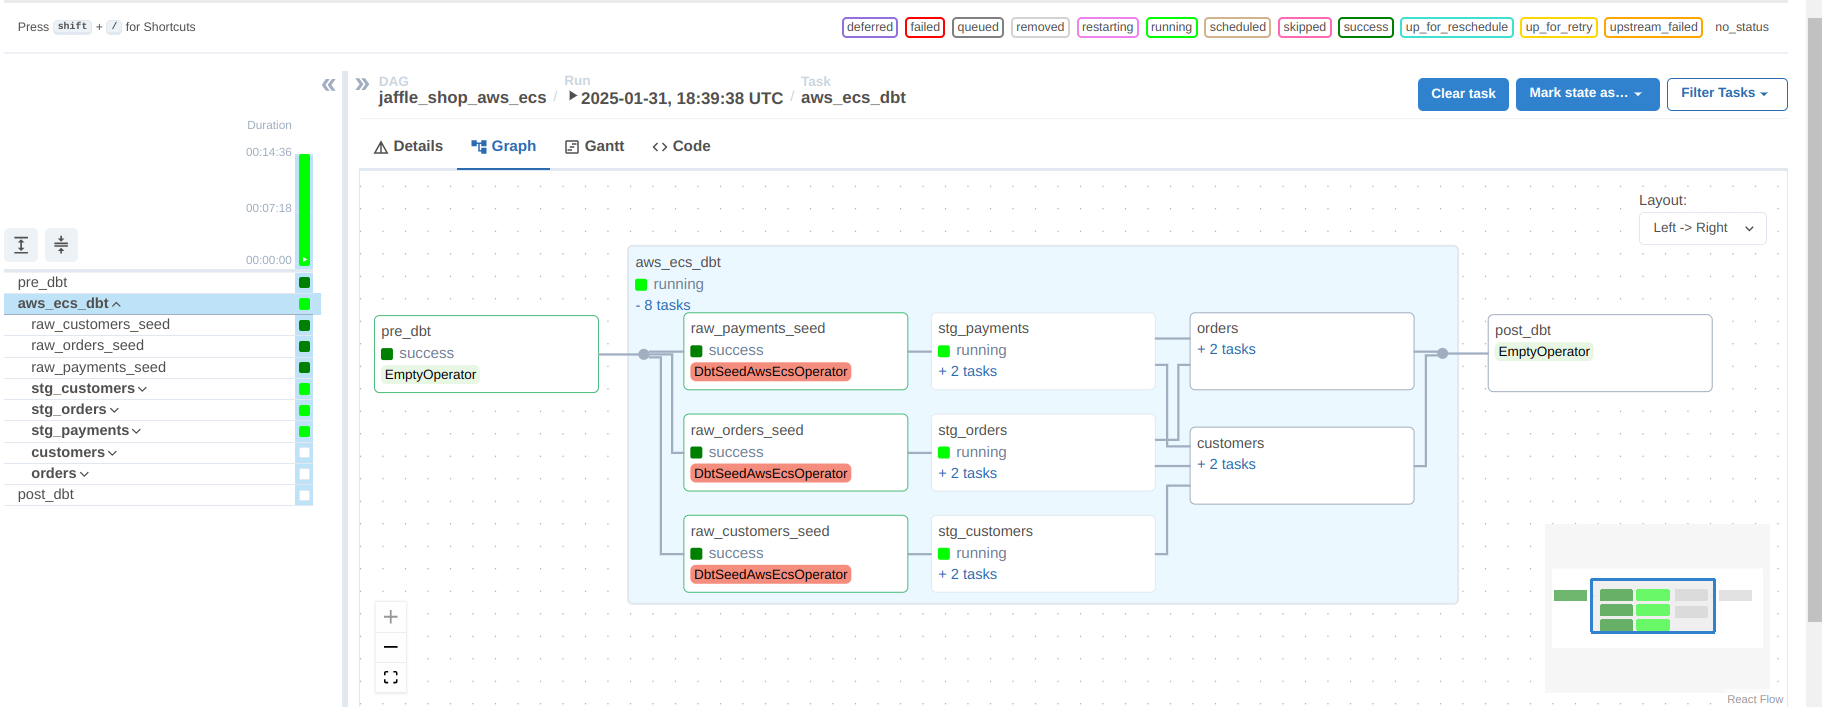 Press shift + / for Shortcuts
deferred failed queued removed restarting running scheduled skipped success up_for_reschedule up_for_retry upstream_failed no_status
« » DAG Run Task
jaffle_shop_aws_ecs / 2025-01-31, 18:39:38 UTC / aws_ecs_dbt
Clear task Mark state as… Filter Tasks
Duration
00:14:36
00:07:18
00:00:00
pre_dbt
aws_ecs_dbt
raw_customers_seed
raw_orders_seed
raw_payments_seed
stg_customers
stg_orders
stg_payments
customers
orders
post_dbt
Details Graph Gantt Code
Layout:
Left -> Right
pre_dbt
success
EmptyOperator
aws_ecs_dbt
running
- 8 tasks
raw_payments_seed
success
DbtSeedAwsEcsOperator
raw_orders_seed
success
DbtSeedAwsEcsOperator
raw_customers_seed
success
DbtSeedAwsEcsOperator
stg_payments
running
+ 2 tasks
stg_orders
running
+ 2 tasks
stg_customers
running
+ 2 tasks
orders
+ 2 tasks
customers
+ 2 tasks
post_dbt
EmptyOperator
React Flow